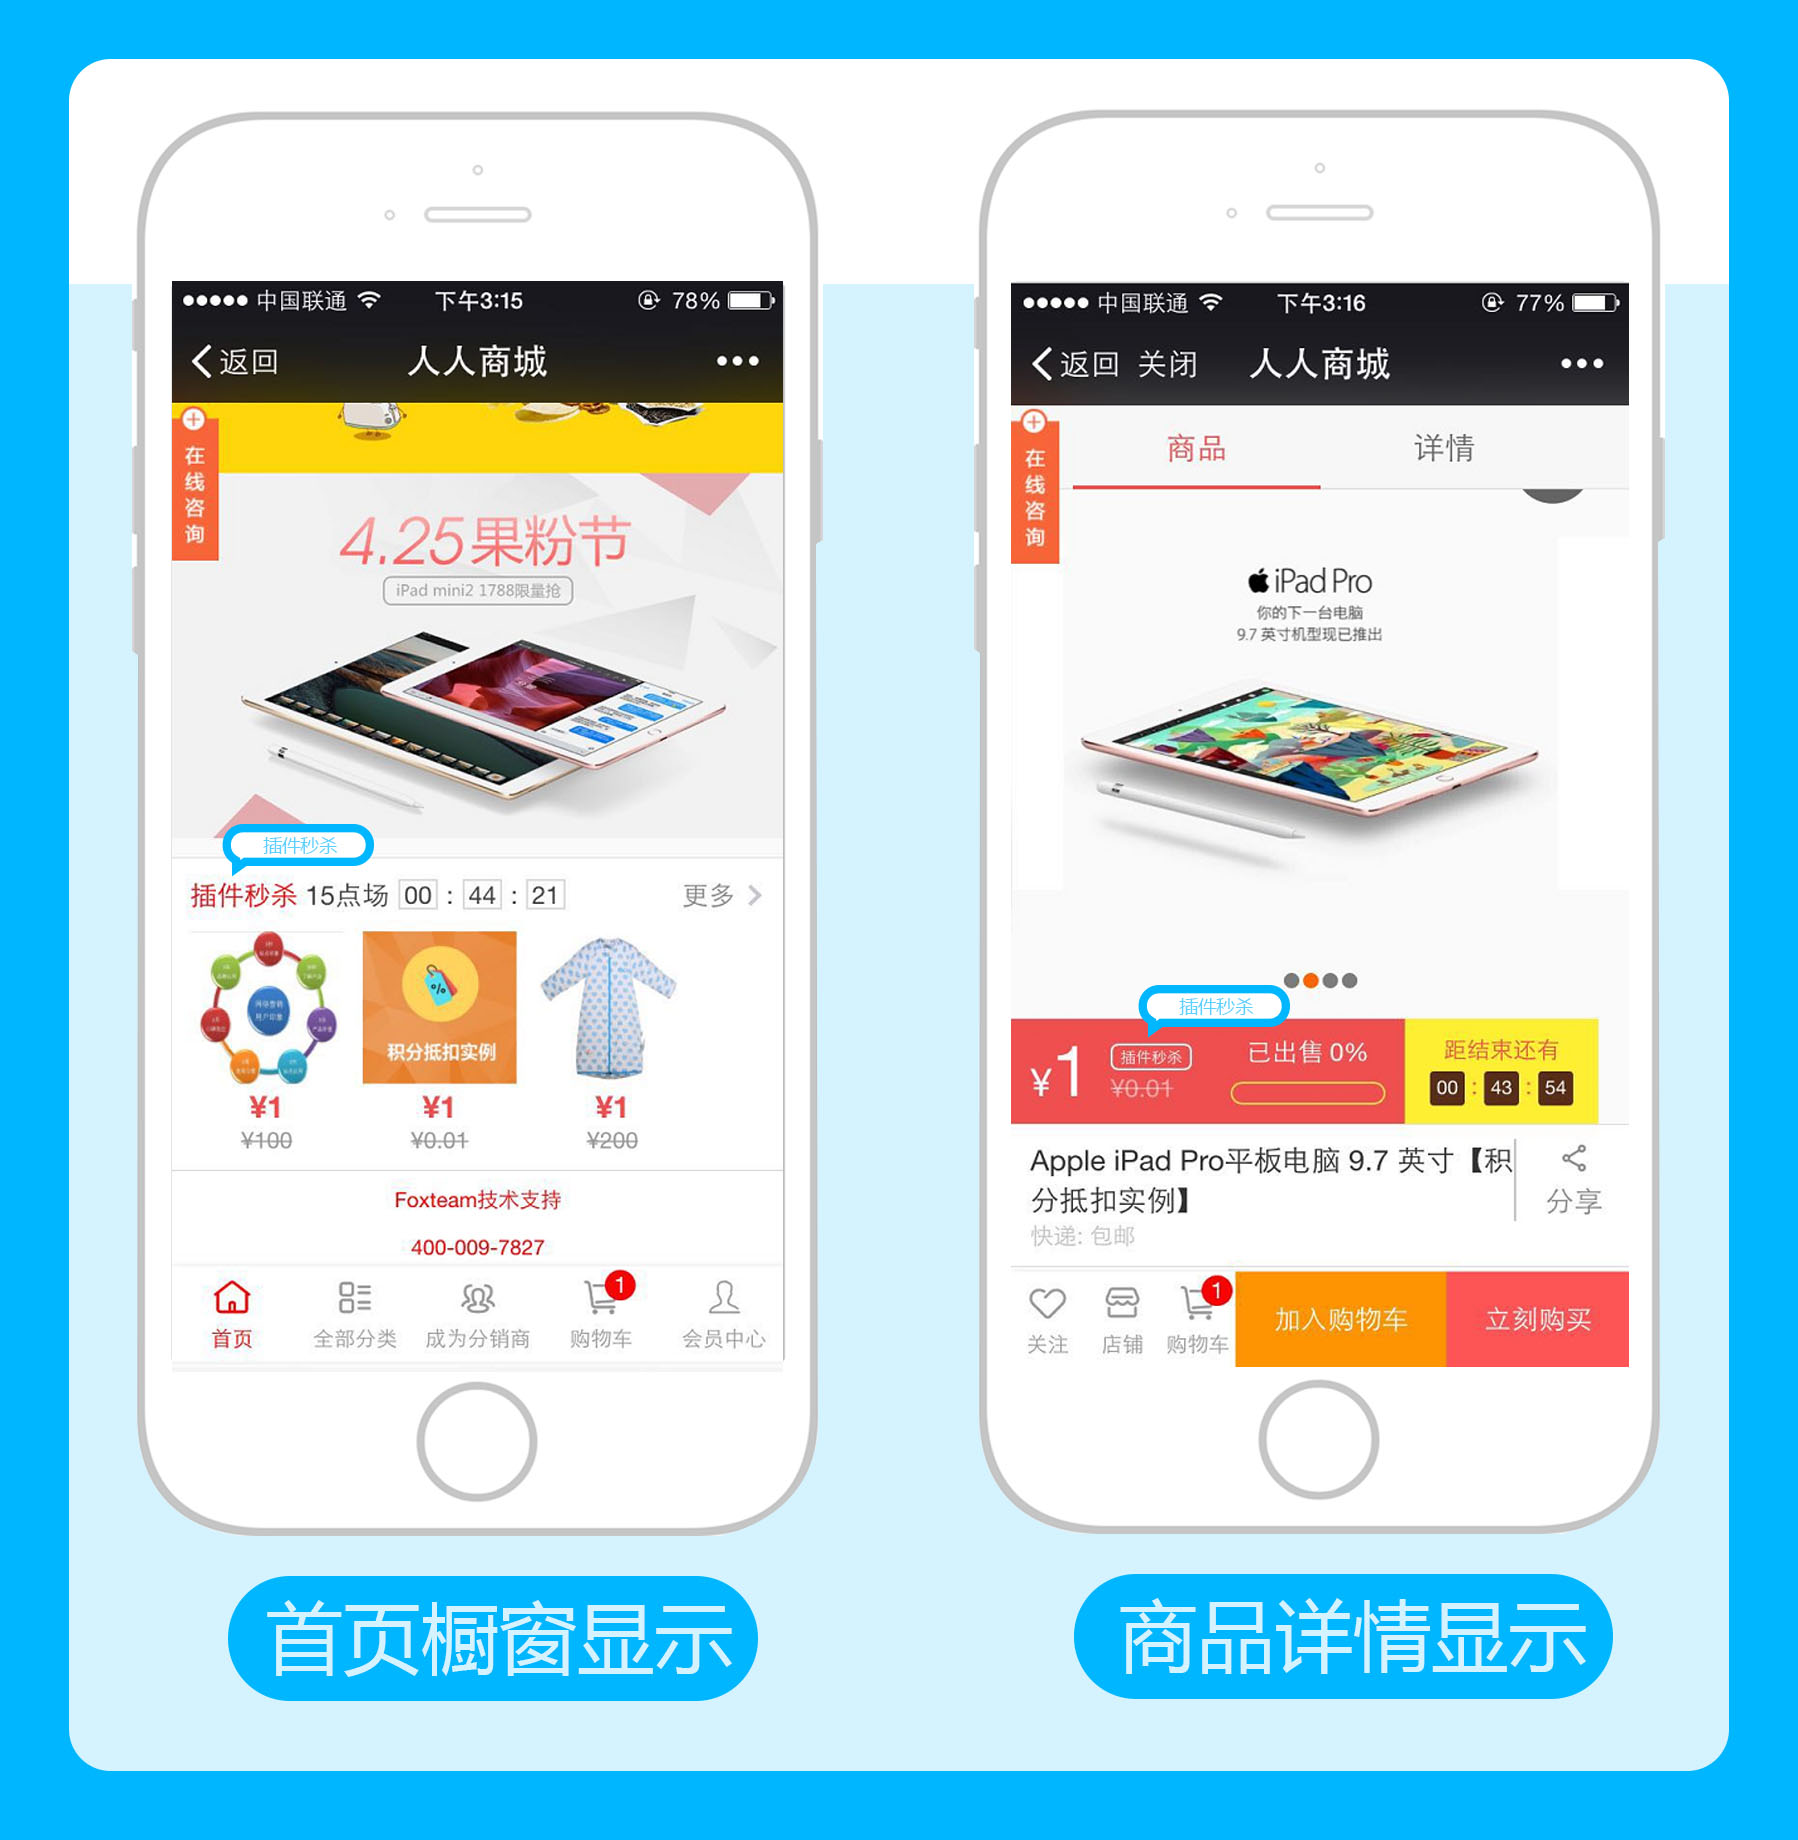 中国联通 下午3:15 78%
返回 人人商城
在线咨询
4.25果粉节
iPad mini2 1788限量抢
插件秒杀
插件秒杀 15点场 00 : 44 : 21 更多
积分抵扣实例
¥1 ¥1 ¥1
¥100 ¥0.01 ¥200
Foxteam技术支持
400-009-7827
1
首页 全部分类 成为分销商 购物车 会员中心
首页橱窗显示
中国联通 下午3:16 77%
返回 关闭 人人商城
在线咨询
商品 详情
iPad Pro
你的下一台电脑
9.7 英寸机型现已推出
插件秒杀
¥1 插件秒杀 已出售 0% 距结束还有
¥0.01 00 : 43 : 54
Apple iPad Pro平板电脑 9.7 英寸【积
分抵扣实例】
分享
快递: 包邮
1
关注 店铺 购物车 加入购物车 立刻购买
商品详情显示